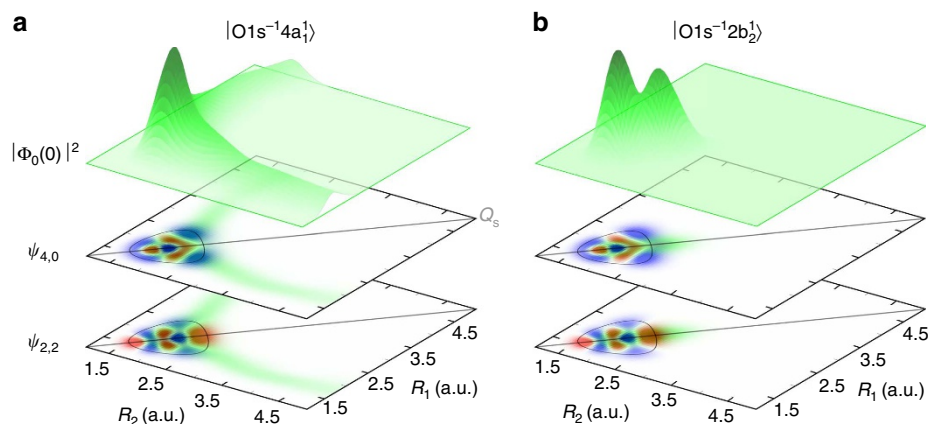 a
|O1s⁻¹4a₁¹⟩
b
|O1s⁻¹2b₂¹⟩
|Φ₀(0)|²
Qₛ
ψ₄,₀
ψ₂,₂
1.5
2.5
3.5
4.5
R₂ (a.u.)
1.5
2.5
3.5
4.5
R₁ (a.u.)
1.5
2.5
3.5
4.5
R₂ (a.u.)
1.5
2.5
3.5
4.5
R₁ (a.u.)